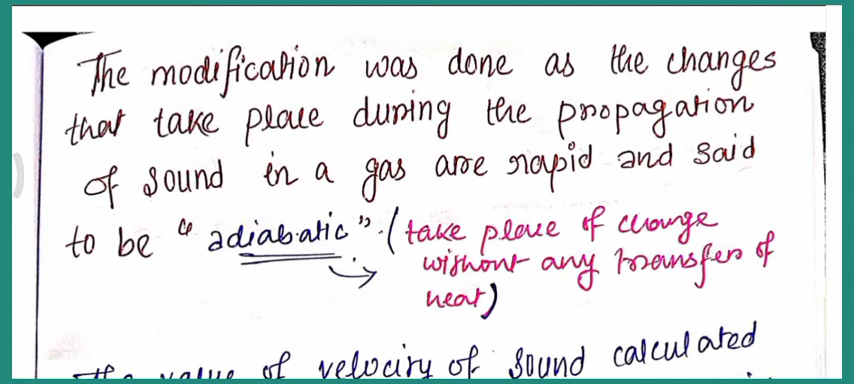 The modification was done as the changes
that take place during the propagation
of sound in a gas are rapid and said
to be "adiabatic". (take place of change
without any transfer of
heat)
the value of velocity of sound calculated